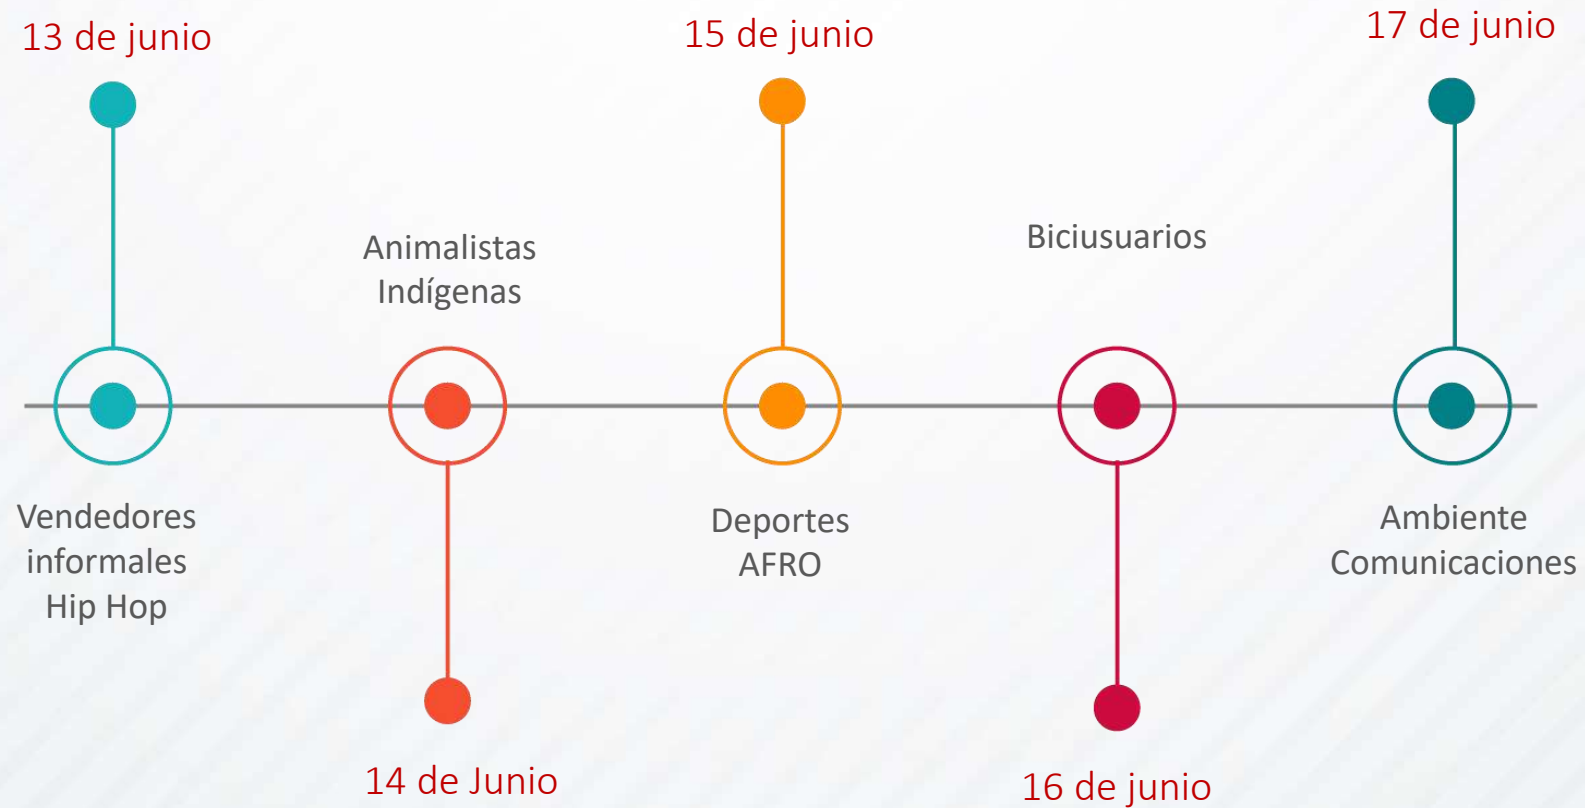 13 de junio
Vendedores
informales
Hip Hop
Animalistas
Indígenas
14 de Junio
15 de junio
Deportes
AFRO
Biciusuarios
16 de junio
17 de junio
Ambiente
Comunicaciones